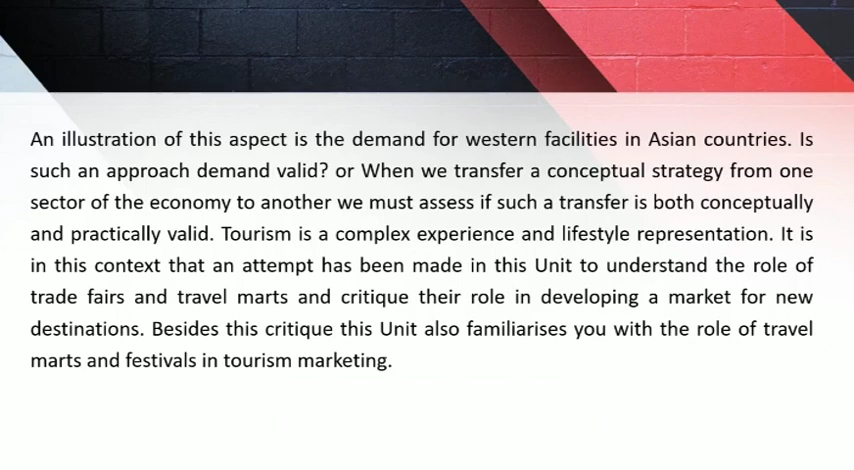 An illustration of this aspect is the demand for western facilities in Asian countries. Is
such an approach demand valid? or When we transfer a conceptual strategy from one
sector of the economy to another we must assess if such a transfer is both conceptually
and practically valid. Tourism is a complex experience and lifestyle representation. It is
in this context that an attempt has been made in this Unit to understand the role of
trade fairs and travel marts and critique their role in developing a market for new
destinations. Besides this critique this Unit also familiarises you with the role of travel
marts and festivals in tourism marketing.